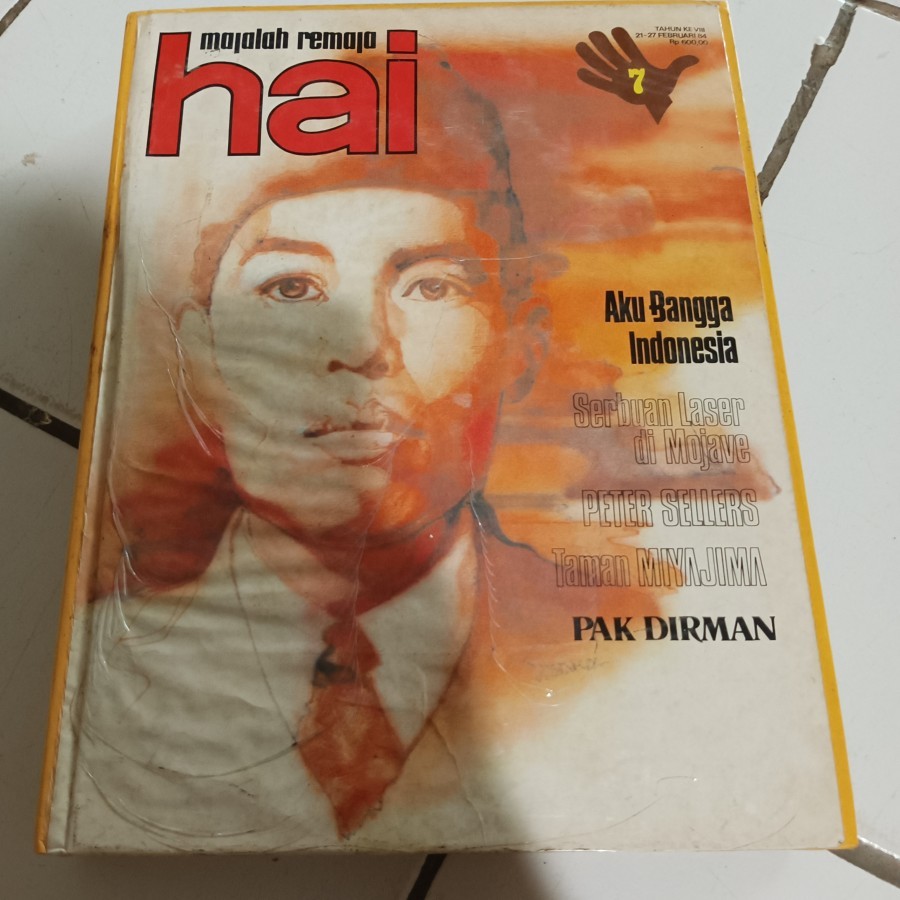 majalah remaja
hai
TAHUN KE VIII
21-27 FEBRUARI 84
Rp 600,00
7
Aku Bangga
Indonesia
Serbuan Laser
di Mojave
PETER SELLERS
Taman MIYAJIMA
PAK DIRMAN